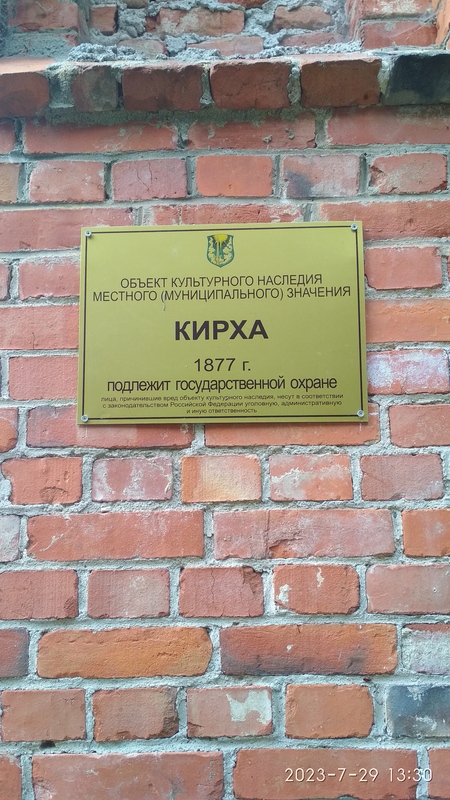 ОБЪЕКТ КУЛЬТУРНОГО НАСЛЕДИЯ
МЕСТНОГО (МУНИЦИПАЛЬНОГО) ЗНАЧЕНИЯ
КИРХА
1877 г.
подлежит государственной охране
лица, причинившие вред объекту культурного наследия, несут в соответствии
с законодательством Российской Федерации уголовную, административную
и иную ответственность
2023-7-29 13:30